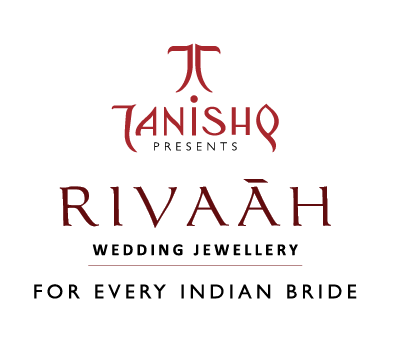 TANISHQ
PRESENTS
RIVAĀH
WEDDING JEWELLERY
FOR EVERY INDIAN BRIDE